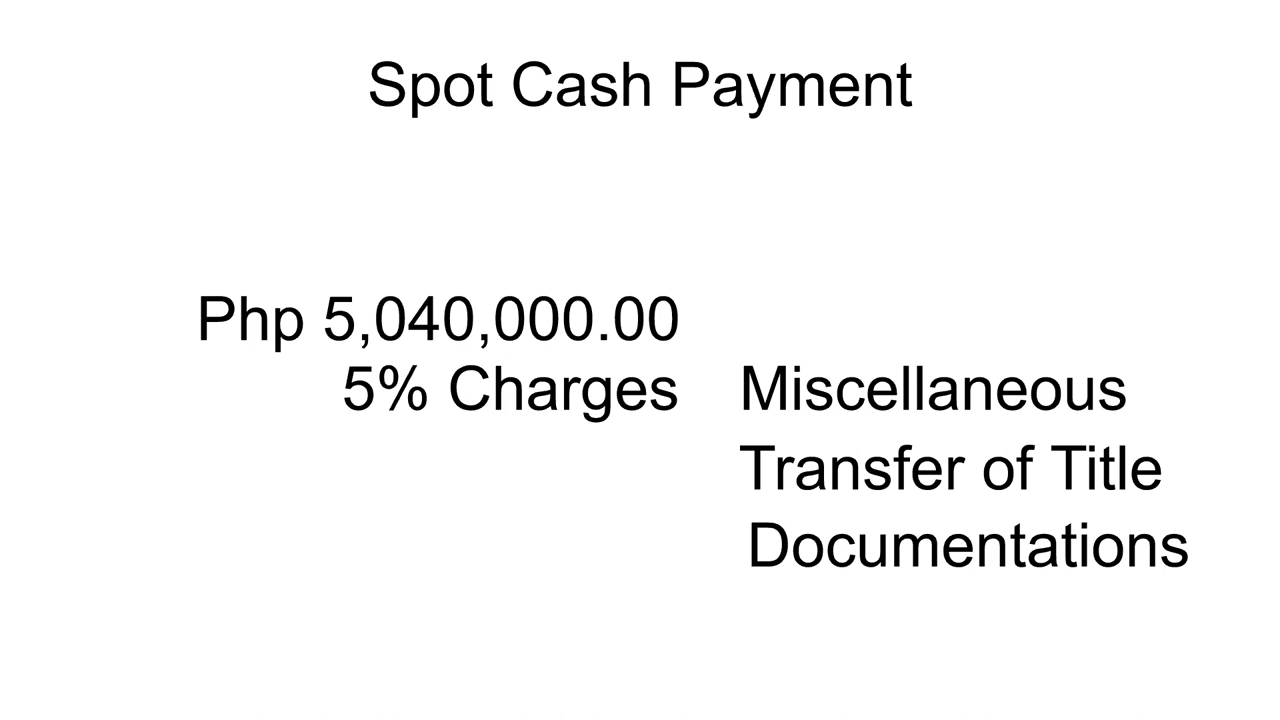 Spot Cash Payment
Php 5,040,000.00
5% Charges Miscellaneous
Transfer of Title
Documentations